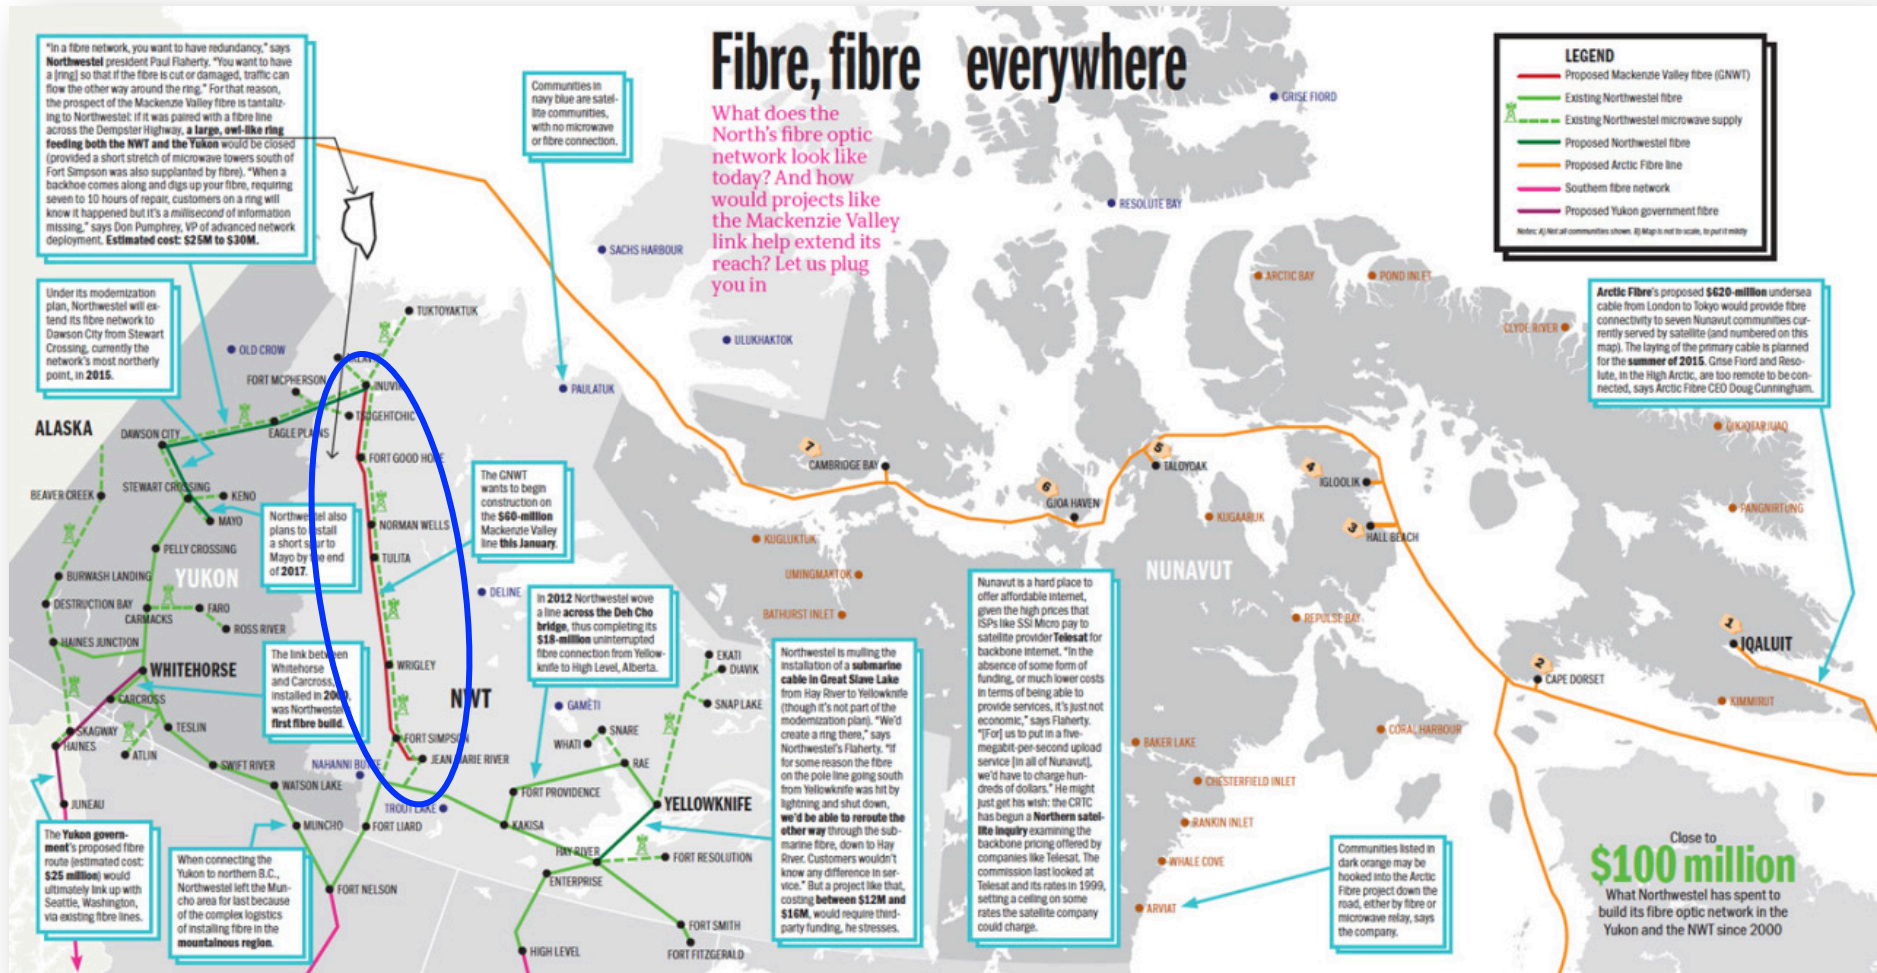 Fibre, fibre everywhere
What does the
North's fibre optic
network look like
today? And how
would projects like
the Mackenzie Valley
link help extend its
reach? Let us plug
you in
"In a fibre network, you want to have redundancy," says
Northwestel president Paul Flaherty. "You want to have
a [ring] so that if the fibre is cut or damaged, traffic can
flow the other way around the ring." For that reason,
the prospect of the Mackenzie Valley fibre is tantaliz-
ing to Northwestel: if it was paired with a fibre line
across the Dempster Highway, a large, owl-like ring
feeding both the NWT and the Yukon would be closed
(provided a short stretch of microwave towers south of
Fort Simpson was also supplanted by fibre). "When a
backhoe comes along and digs up your fibre, requiring
seven to 10 hours of repair, customers on a ring will
know it happened but it's a millisecond of information
missing," says Don Pumphrey, VP of advanced network
deployment. Estimated cost: $25M to $30M.
Communities in
navy blue are satel-
lite communities,
with no microwave
or fibre connection.
LEGEND
Proposed Mackenzie Valley fibre (GNWT)
Existing Northwestel fibre
Existing Northwestel microwave supply
Proposed Northwestel fibre
Proposed Arctic Fibre line
Southern fibre network
Proposed Yukon government fibre
Notes: A) Not all communities shown. B) Map is not to scale, to put it mildly
Under its modernization
plan, Northwestel will ex-
tend its fibre network to
Dawson City from Stewart
Crossing, currently the
network's most northerly
point, in 2015.
Arctic Fibre's proposed $620-million undersea
cable from London to Tokyo would provide fibre
connectivity to seven Nunavut communities cur-
rently served by satellite (and numbered on this
map). The laying of the primary cable is planned
for the summer of 2015. Grise Fiord and Reso-
lute, in the High Arctic, are too remote to be con-
nected, says Arctic Fibre CEO Doug Cunningham.
GRISE FIORD
RESOLUTE BAY
SACHS HARBOUR
ARCTIC BAY
POND INLET
CLYDE RIVER
TUKTOYAKTUK
ULUKHAKTOK
OLD CROW
PAULATUK
FORT MCPHERSON
INUVIK
TSIIGEHTCHIC
EAGLE PLAINS
ALASKA
DAWSON CITY
FORT GOOD HOPE
QIKIQTARJUAQ
7
CAMBRIDGE BAY
5
TALOYOAK
4
IGLOOLIK
6
GJOA HAVEN
3
HALL BEACH
KUGAARUK
PANGNIRTUNG
BEAVER CREEK
STEWART CROSSING
KENO
MAYO
Northwestel also
plans to install
a short spur to
Mayo by the end
of 2017.
NORMAN WELLS
TULITA
The GNWT
wants to begin
construction on
the $60-million
Mackenzie Valley
line this January.
KUGLUKTUK
UMINGMAKTOK
BATHURST INLET
NUNAVUT
REPULSE BAY
PELLY CROSSING
YUKON
BURWASH LANDING
DESTRUCTION BAY
CARMACKS
FARO
ROSS RIVER
HAINES JUNCTION
DELINE
In 2012 Northwestel wove
a line across the Deh Cho
bridge, thus completing its
$18-million uninterrupted
fibre connection from Yellow-
knife to High Level, Alberta.
Nunavut is a hard place to
offer affordable internet,
given the high prices that
ISPs like SSI Micro pay to
satellite provider Telesat for
backbone internet. "In the
absence of some form of
funding, or much lower costs
in terms of being able to
provide services, it's just not
economic," says Flaherty.
"[For] us to put in a five-
megabit-per-second upload
service [in all of Nunavut],
we'd have to charge hun-
dreds of dollars." He might
just get his wish: the CRTC
has begun a Northern satel-
lite inquiry examining the
backbone pricing offered by
companies like Telesat. The
commission last looked at
Telesat and its rates in 1999,
setting a ceiling on some
rates the satellite company
could charge.
1
IQALUIT
2
CAPE DORSET
KIMMIRUT
CORAL HARBOUR
BAKER LAKE
CHESTERFIELD INLET
RANKIN INLET
WHALE COVE
ARVIAT
WHITEHORSE
The link between
Whitehorse
and Carcross,
installed in 2000,
was Northwestel's
first fibre build.
WRIGLEY
NWT
CARCROSS
SKAGWAY
HAINES
TESLIN
ATLIN
SWIFT RIVER
WATSON LAKE
NAHANNI BUTTE
FORT SIMPSON
JEAN MARIE RIVER
TROUT LAKE
GAMÈTI
SNARE
WHATI
RAE
EKATI
DIAVIK
SNAP LAKE
Northwestel is mulling the
installation of a submarine
cable in Great Slave Lake
from Hay River to Yellowknife
(though it's not part of the
modernization plan). "We'd
create a ring there," says
Northwestel's Flaherty. "If
for some reason the fibre
on the pole line going south
from Yellowknife was hit by
lightning and shut down,
we'd be able to reroute the
other way through the sub-
marine fibre, down to Hay
River. Customers wouldn't
know any difference in ser-
vice." But a project like that,
costing between $12M and
$16M, would require third-
party funding, he stresses.
JUNEAU
MUNCHO
FORT LIARD
FORT PROVIDENCE
KAKISA
YELLOWKNIFE
HAY RIVER
FORT RESOLUTION
ENTERPRISE
FORT NELSON
FORT SMITH
FORT FITZGERALD
HIGH LEVEL
The Yukon govern-
ment's proposed fibre
route (estimated cost:
$25 million) would
ultimately link up with
Seattle, Washington,
via existing fibre lines.
When connecting the
Yukon to northern B.C.,
Northwestel left the Mun-
cho area for last because
of the complex logistics
of installing fibre in the
mountainous region.
Communities listed in
dark orange may be
hooked into the Arctic
Fibre project down the
road, either by fibre or
microwave relay, says
the company.
Close to
$100 million
What Northwestel has spent to
build its fibre optic network in the
Yukon and the NWT since 2000